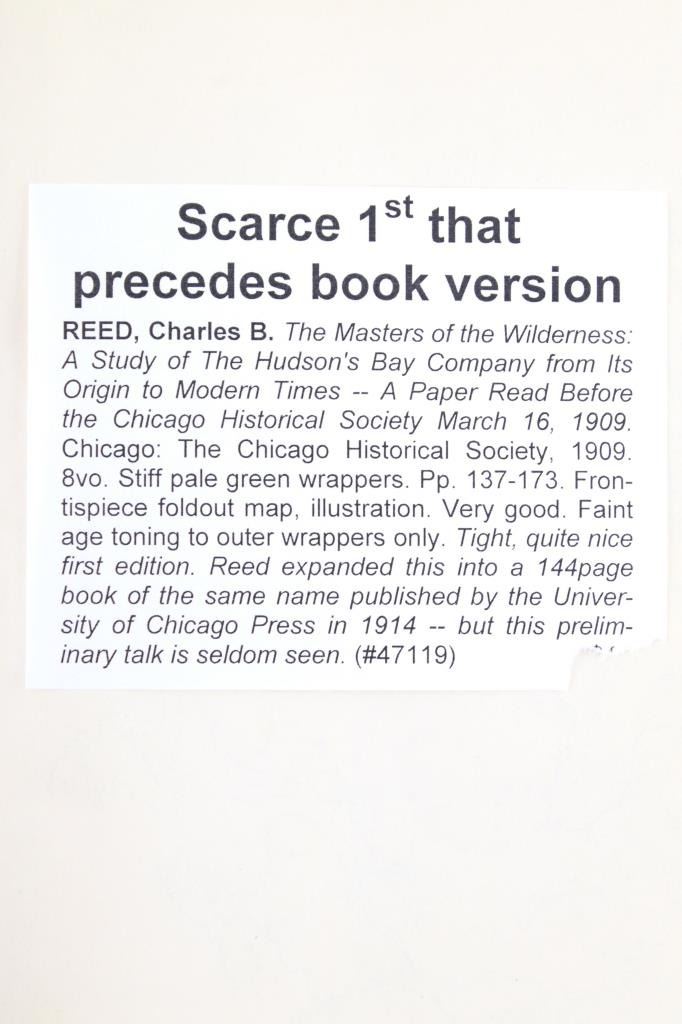 Scarce 1st that
precedes book version
REED, Charles B. The Masters of the Wilderness:
A Study of The Hudson's Bay Company from Its
Origin to Modern Times -- A Paper Read Before
the Chicago Historical Society March 16, 1909.
Chicago: The Chicago Historical Society, 1909.
8vo. Stiff pale green wrappers. Pp. 137-173. Fron-
tispiece foldout map, illustration. Very good. Faint
age toning to outer wrappers only. Tight, quite nice
first edition. Reed expanded this into a 144page
book of the same name published by the Univer-
sity of Chicago Press in 1914 -- but this prelim-
inary talk is seldom seen. (#47119)